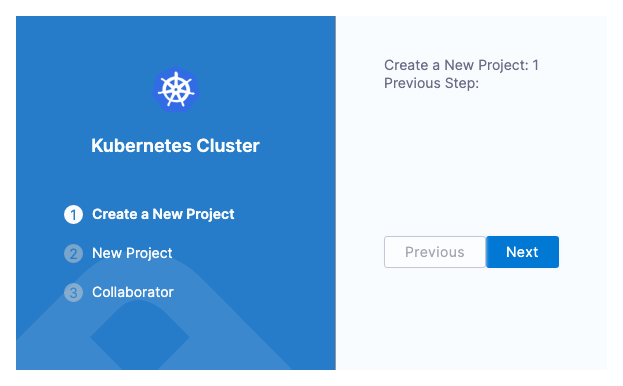 Kubernetes Cluster
1 Create a New Project
2 New Project
3 Collaborator
Create a New Project: 1
Previous Step:
Previous
Next